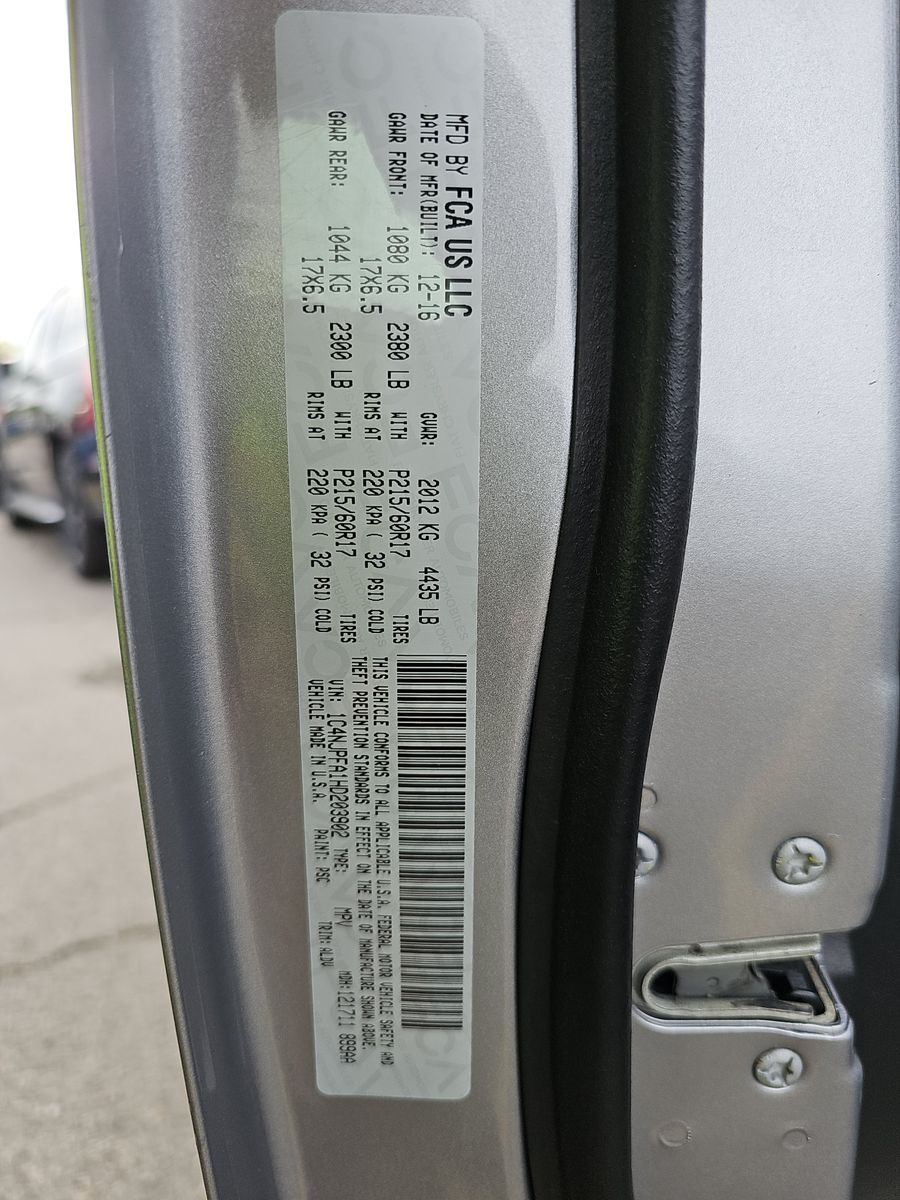 MFD BY FCA US LLC
DATE OF MFR(BUILT): 12-16 GVWR: 2012 KG 4435 LB
GAWR FRONT: 1080 KG 2380 LB WITH P215/60R17 TIRES
17X6.5 RIMS AT 220 KPA ( 32 PSI) COLD
GAWR REAR: 1044 KG 2300 LB WITH P215/60R17 TIRES
17X6.5 RIMS AT 220 KPA ( 32 PSI) COLD
THIS VEHICLE CONFORMS TO ALL APPLICABLE U.S.A. FEDERAL MOTOR VEHICLE SAFETY AND
THEFT PREVENTION STANDARDS IN EFFECT ON THE DATE OF MANUFACTURE SHOWN ABOVE.
VIN: 1C4NJPFA1HD203902 TYPE: MPV MDH:121711 899AA
VEHICLE MADE IN U.S.A. PAINT: PSC TRIM:ALDV